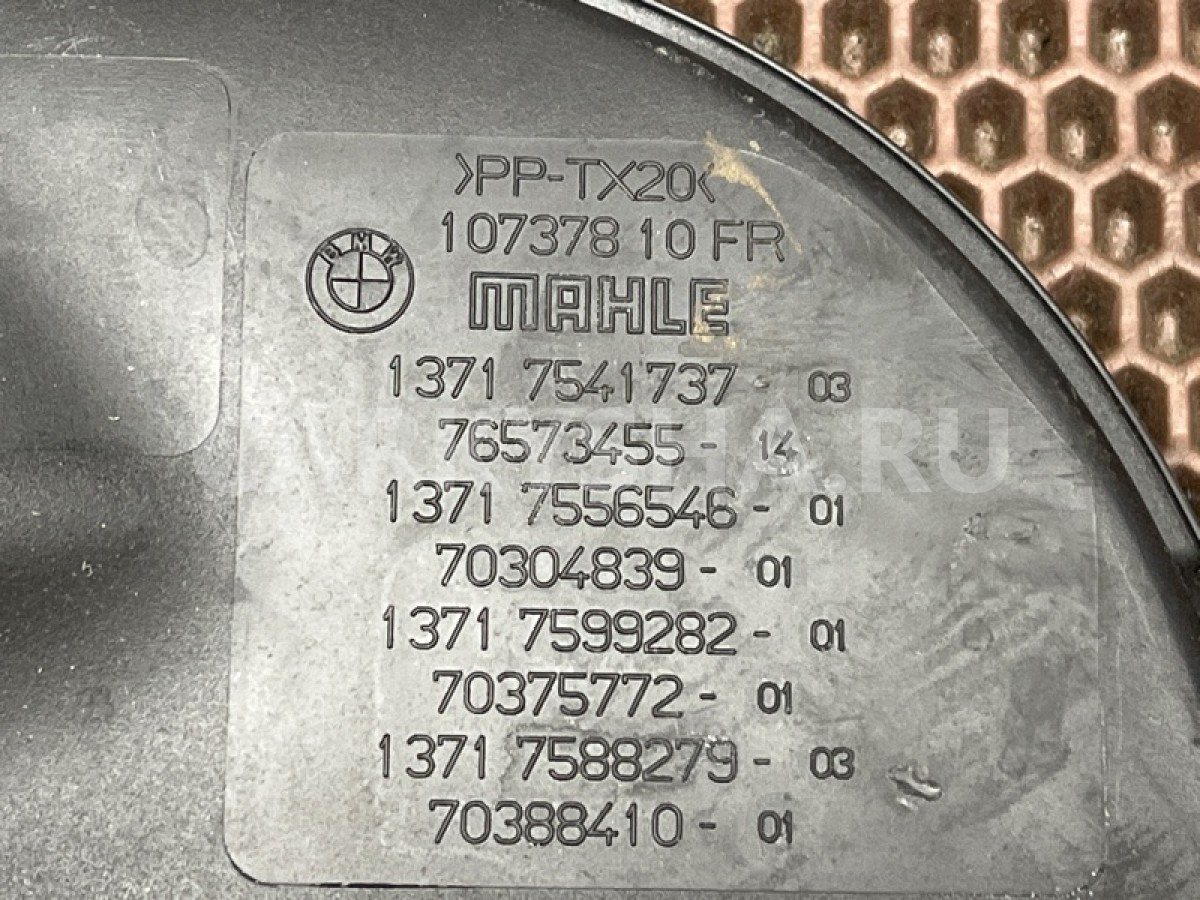 >PP-TX20<
107378 10 FR
BMW
MAHLE
1371 7541737- 03
76573455- 14
1371 7556546- 01
70304839- 01
1371 7599282- 01
70375772- 01
1371 7588279- 03
70388410- 01